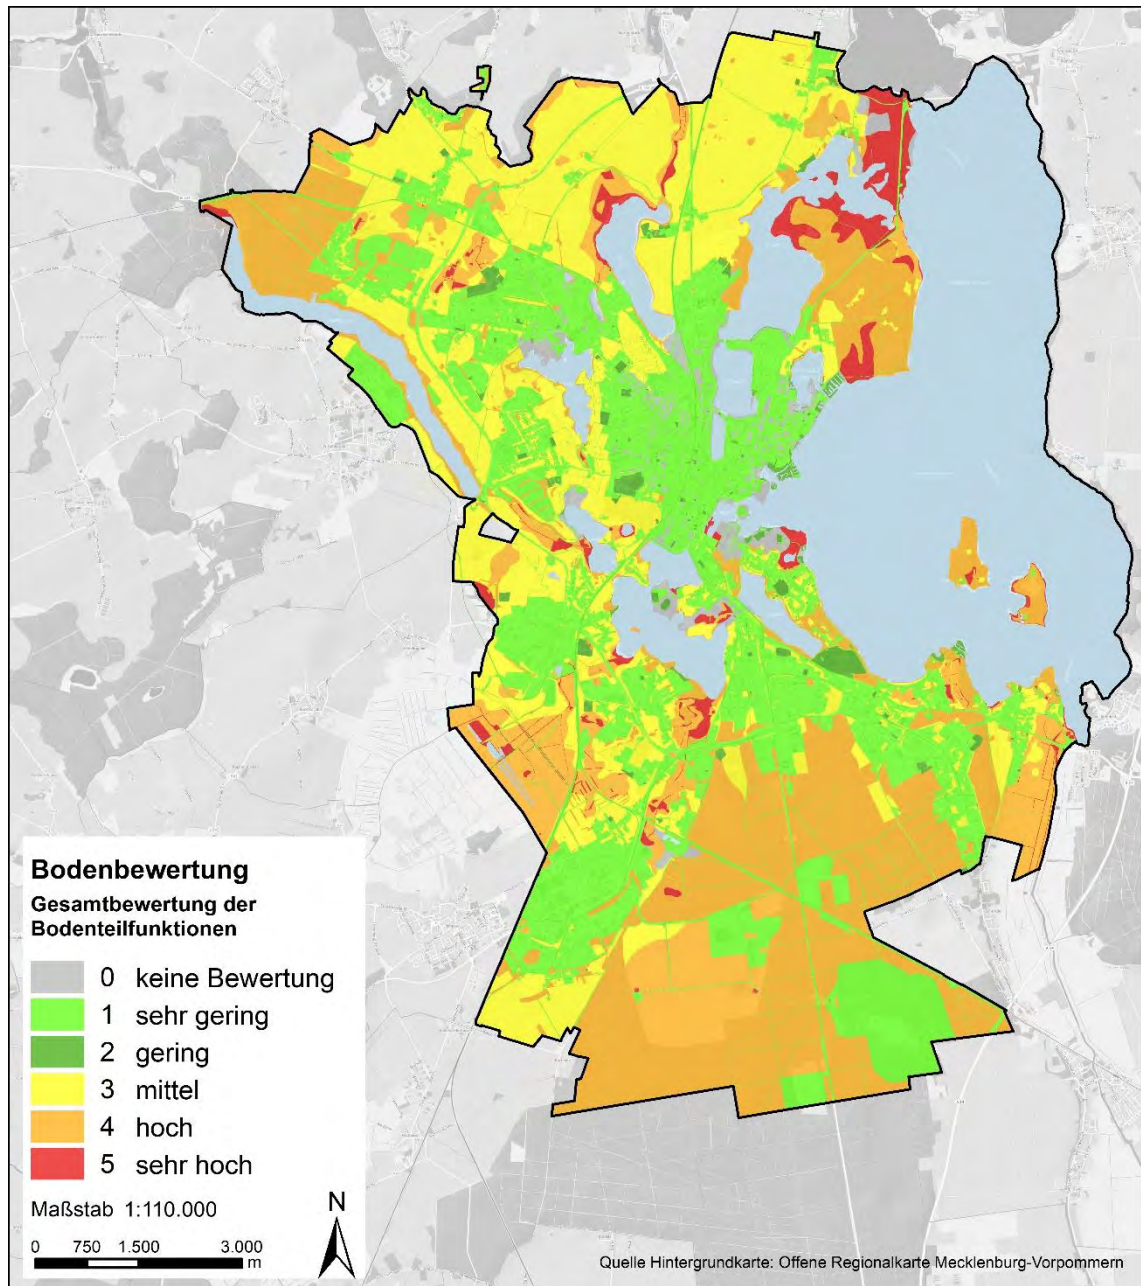 Bodenbewertung
Gesamtbewertung der
Bodenteilfunktionen
0 keine Bewertung
1 sehr gering
2 gering
3 mittel
4 hoch
5 sehr hoch
Maßstab 1:110.000
0 750 1.500 3.000
m
N
Quelle Hintergrundkarte: Offene Regionalkarte Mecklenburg-Vorpommern